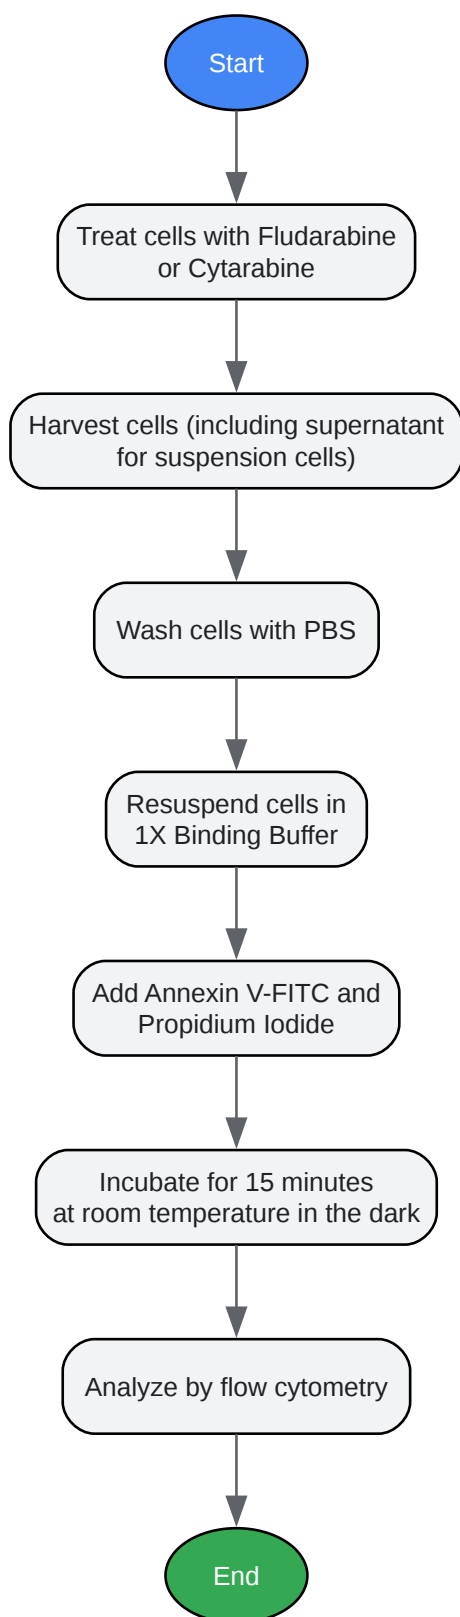 Start
Treat cells with Fludarabine
or Cytarabine
Harvest cells (including supernatant
for suspension cells)
Wash cells with PBS
Resuspend cells in
1X Binding Buffer
Add Annexin V-FITC and
Propidium Iodide
Incubate for 15 minutes
at room temperature in the dark
Analyze by flow cytometry
End